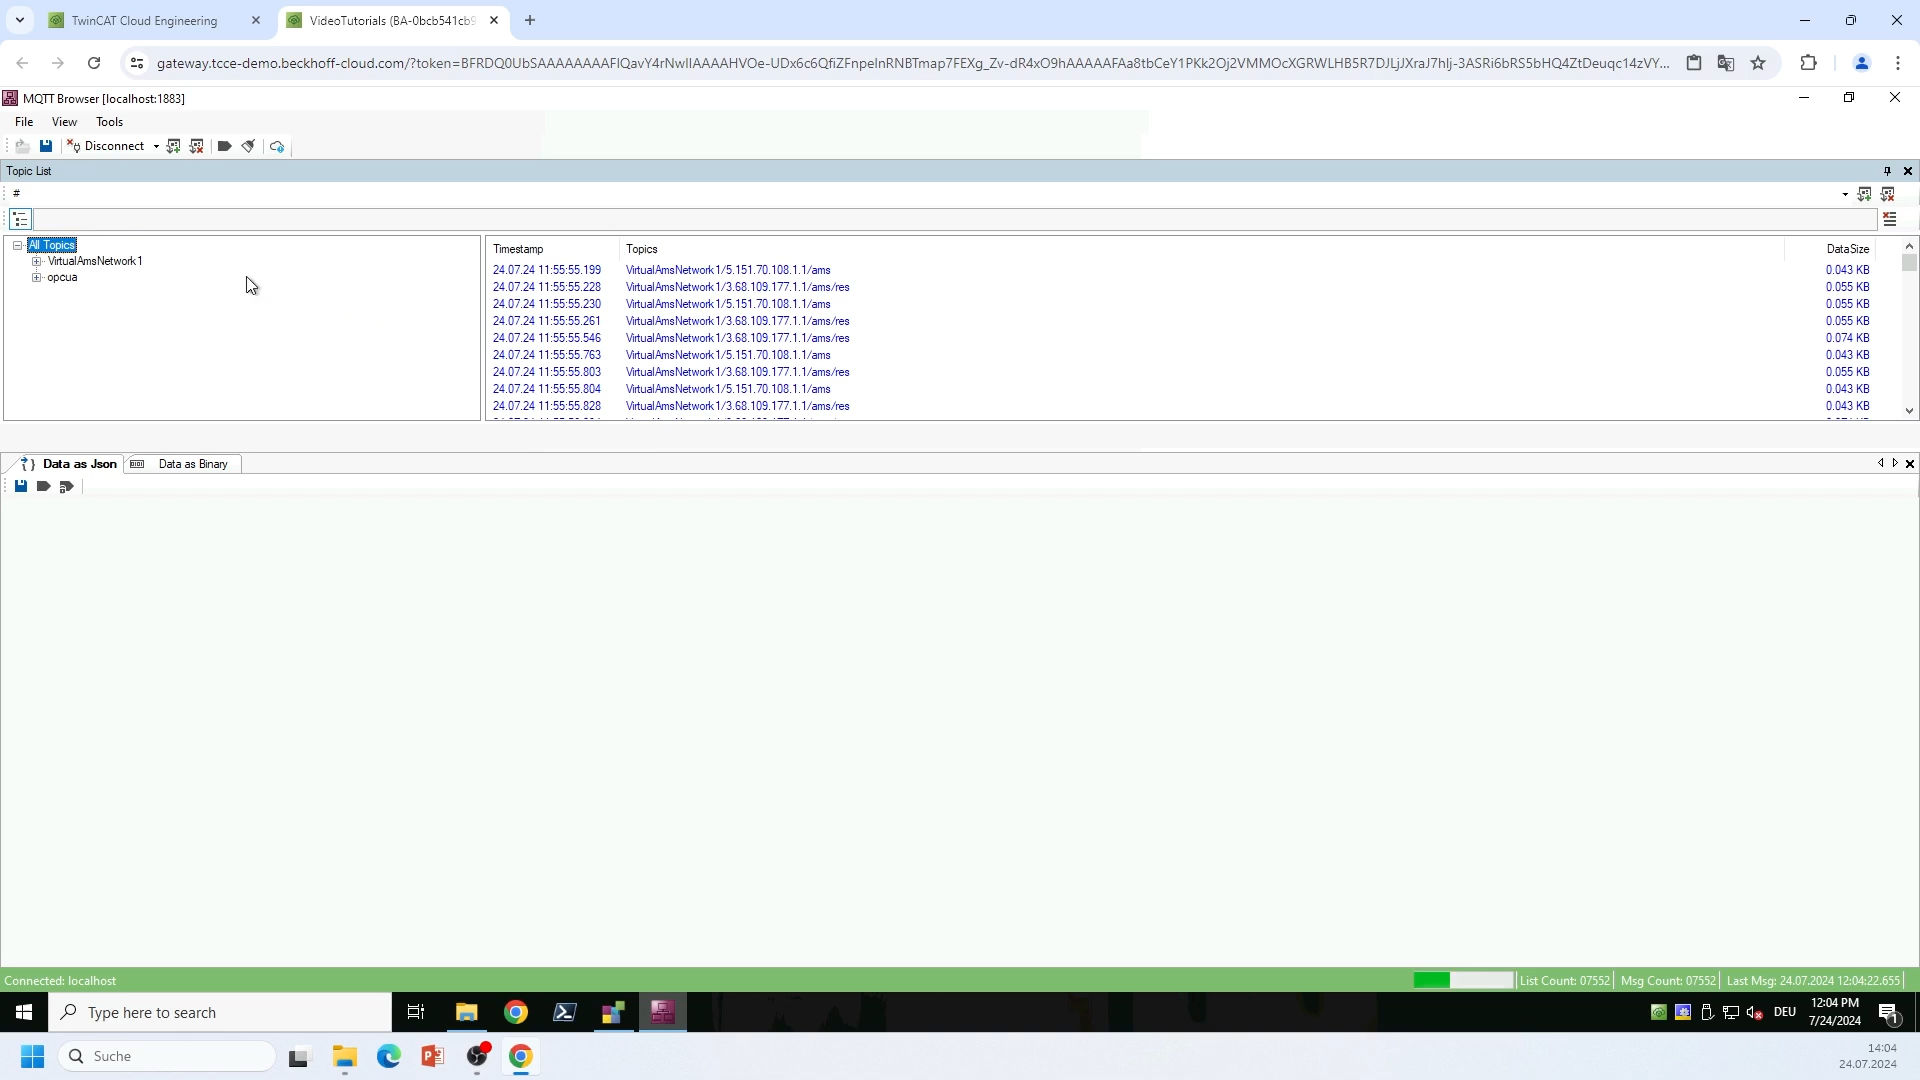 TwinCAT Cloud Engineering
VideoTutorials (BA-0bcb541cb9
gateway.tcce-demo.beckhoff-cloud.com/?token=BFRDQ0UbSAAAAAAAAFIQavY4rNwIIAAAAHVOe-UDx6c6QfiZFnpeInRNBTmap7FEXg_Zv-dR4xO9hAAAAAFAa8tbCeY1PKk2Oj2VMMOcXGRWLHB5R7DJLjJXraJ7hIj-3ASRi6bRS5bHQ4ZtDeuqc14zVY...
MQTT Browser [localhost:1883]
File View Tools
Disconnect
Topic List
#
All Topics
VirtualAmsNetwork1
opcua
Timestamp Topics DataSize
24.07.24 11:55:55.199 VirtualAmsNetwork1/5.151.70.108.1.1/ams 0.043 KB
24.07.24 11:55:55.228 VirtualAmsNetwork1/3.68.109.177.1.1/ams/res 0.055 KB
24.07.24 11:55:55.230 VirtualAmsNetwork1/5.151.70.108.1.1/ams 0.055 KB
24.07.24 11:55:55.261 VirtualAmsNetwork1/3.68.109.177.1.1/ams/res 0.055 KB
24.07.24 11:55:55.546 VirtualAmsNetwork1/3.68.109.177.1.1/ams/res 0.074 KB
24.07.24 11:55:55.763 VirtualAmsNetwork1/5.151.70.108.1.1/ams 0.043 KB
24.07.24 11:55:55.803 VirtualAmsNetwork1/3.68.109.177.1.1/ams/res 0.055 KB
24.07.24 11:55:55.804 VirtualAmsNetwork1/5.151.70.108.1.1/ams 0.043 KB
24.07.24 11:55:55.828 VirtualAmsNetwork1/3.68.109.177.1.1/ams/res 0.043 KB
Data as Json Data as Binary
Connected: localhost
List Count: 07552 Msg Count: 07552 Last Msg: 24.07.2024 12:04:22.655
Type here to search
DEU
12:04 PM
7/24/2024
1
Suche
14:04
24.07.2024